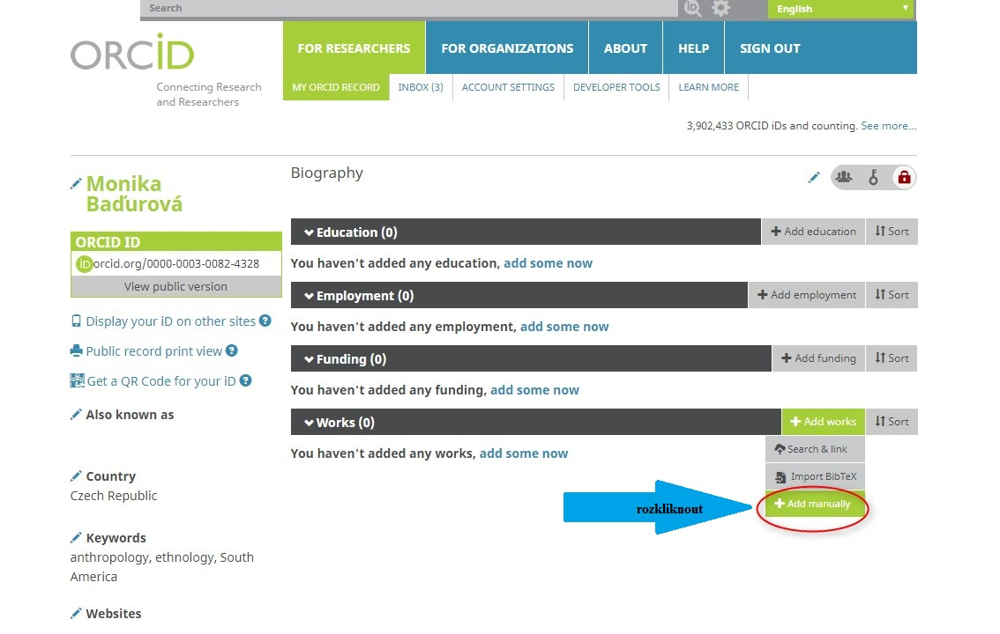 Search
English
ORCiD
Connecting Research
and Researchers
FOR RESEARCHERS
FOR ORGANIZATIONS
ABOUT
HELP
SIGN OUT
MY ORCID RECORD
INBOX (3)
ACCOUNT SETTINGS
DEVELOPER TOOLS
LEARN MORE
3,902,433 ORCID iDs and counting. See more...
Monika
Baďurová
ORCID ID
iD orcid.org/0000-0003-0082-4328
View public version
Display your iD on other sites ?
Public record print view ?
Get a QR Code for your iD ?
Also known as
Country
Czech Republic
Keywords
anthropology, ethnology, South
America
Websites
Biography
Education (0)
Add education
Sort
You haven't added any education, add some now
Employment (0)
Add employment
Sort
You haven't added any employment, add some now
Funding (0)
Add funding
Sort
You haven't added any funding, add some now
Works (0)
Add works
Sort
You haven't added any works, add some now
Search & link
Import BibTeX
Add manually
rozkliknout